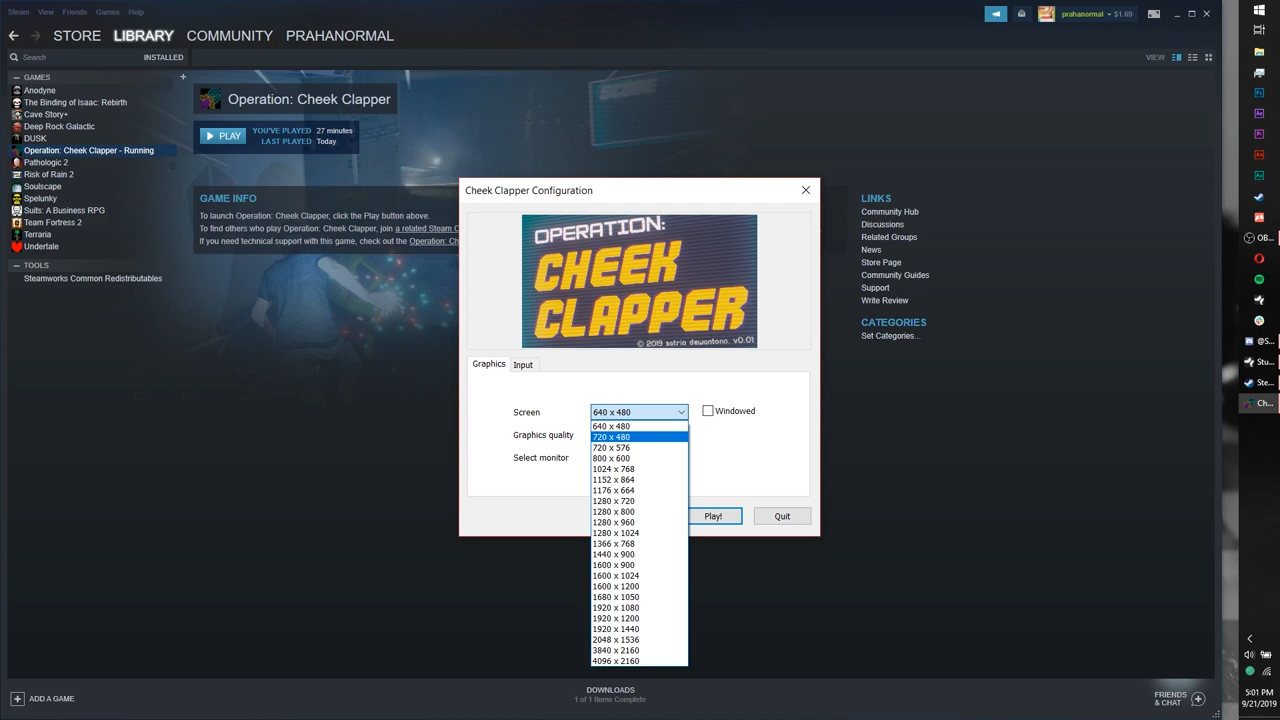 Steam View Friends Games Help
prahanormal $1.69
STORE LIBRARY COMMUNITY PRAHANORMAL
Search INSTALLED
VIEW
GAMES
Anodyne
The Binding of Isaac: Rebirth
Cave Story+
Deep Rock Galactic
DUSK
Operation: Cheek Clapper - Running
Pathologic 2
Risk of Rain 2
Soulscape
Spelunky
Suits: A Business RPG
Team Fortress 2
Terraria
Undertale
TOOLS
Steamworks Common Redistributables
Operation: Cheek Clapper
PLAY
YOU'VE PLAYED 27 minutes
LAST PLAYED Today
GAME INFO
To launch Operation: Cheek Clapper, click the Play button above.
To find others who play Operation: Cheek Clapper, join a related Steam C
If you need technical support with this game, check out the Operation: Ch
Cheek Clapper Configuration
OPERATION:
CHEEK
CLAPPER
© 2019 satrio dewantono. v0.01
Graphics Input
Screen 640 x 480 Windowed
Graphics quality
Select monitor
640 x 480
720 x 480
720 x 576
800 x 600
1024 x 768
1152 x 864
1176 x 664
1280 x 720
1280 x 800
1280 x 960
1280 x 1024
1366 x 768
1440 x 900
1600 x 900
1600 x 1024
1600 x 1200
1680 x 1050
1920 x 1080
1920 x 1200
1920 x 1440
2048 x 1536
3840 x 2160
4096 x 2160
Play! Quit
LINKS
Community Hub
Discussions
Related Groups
News
Store Page
Community Guides
Support
Write Review
CATEGORIES
Set Categories...
ADD A GAME
DOWNLOADS
1 of 1 Items Complete
FRIENDS
& CHAT
Ps
Ae
Pr
Au
OB...
@S...
Stu...
Ste...
Ch...
5:01 PM
9/21/2019